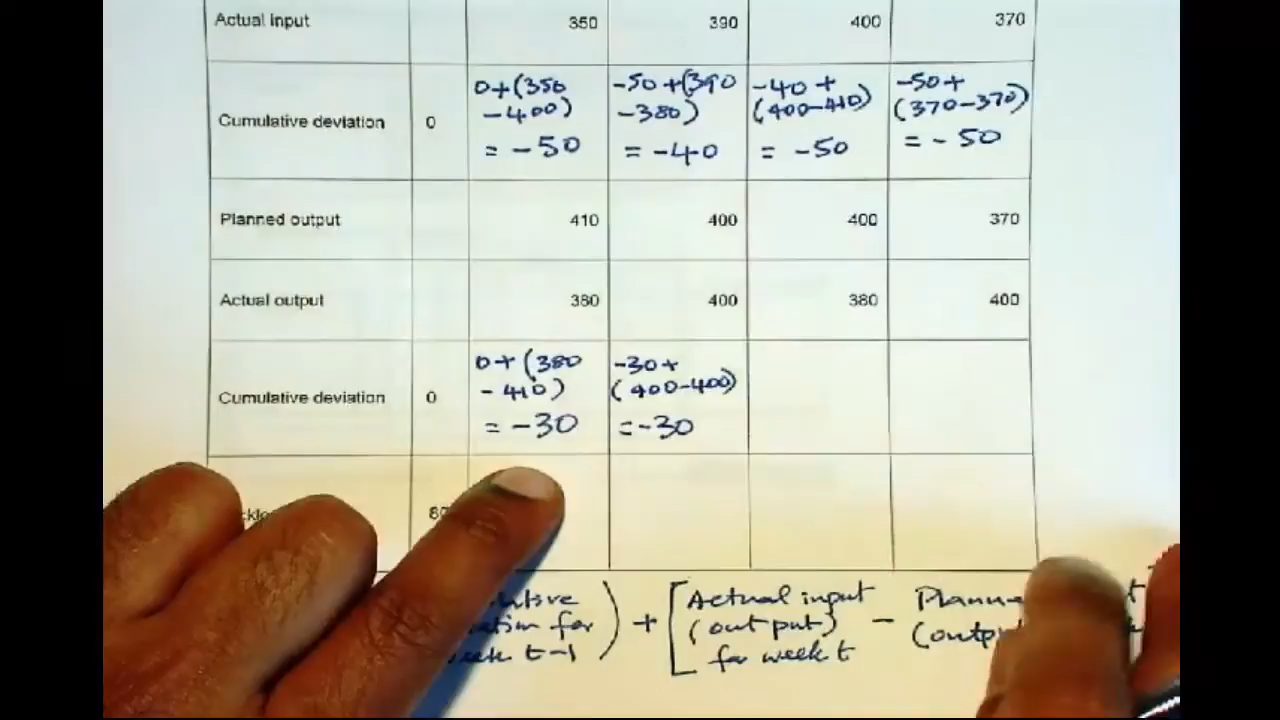 Actual input 350 390 400 370
Cumulative deviation 0
0+(350 -50+(390 -40+ -50+
-400) -380) (400-410) (370-370)
= -50 = -40 = -50 = -50
Planned output 410 400 400 370
Actual output 380 400 380 400
Cumulative deviation 0
0+(380 -30+
-410) (400-400)
= -30 =-30
) + [ Actual input -
(output)
for for week t
t-1